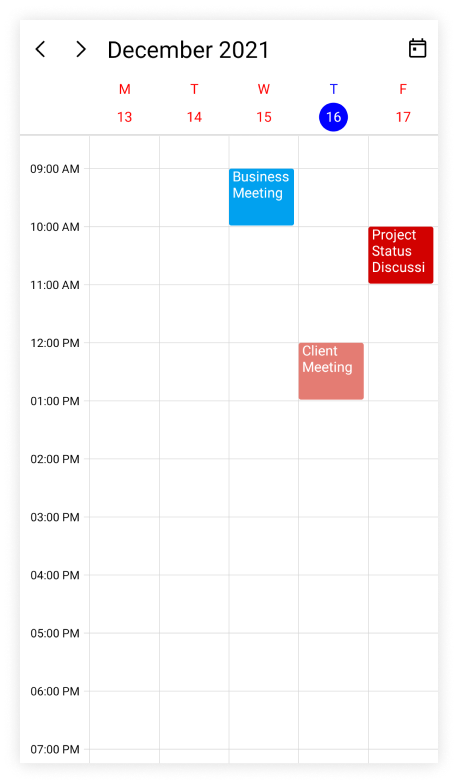 December 2021
M T W T F
13 14 15 16 17
09:00 AM
Business
Meeting
10:00 AM
Project
Status
Discussi
11:00 AM
12:00 PM
Client
Meeting
01:00 PM
02:00 PM
03:00 PM
04:00 PM
05:00 PM
06:00 PM
07:00 PM